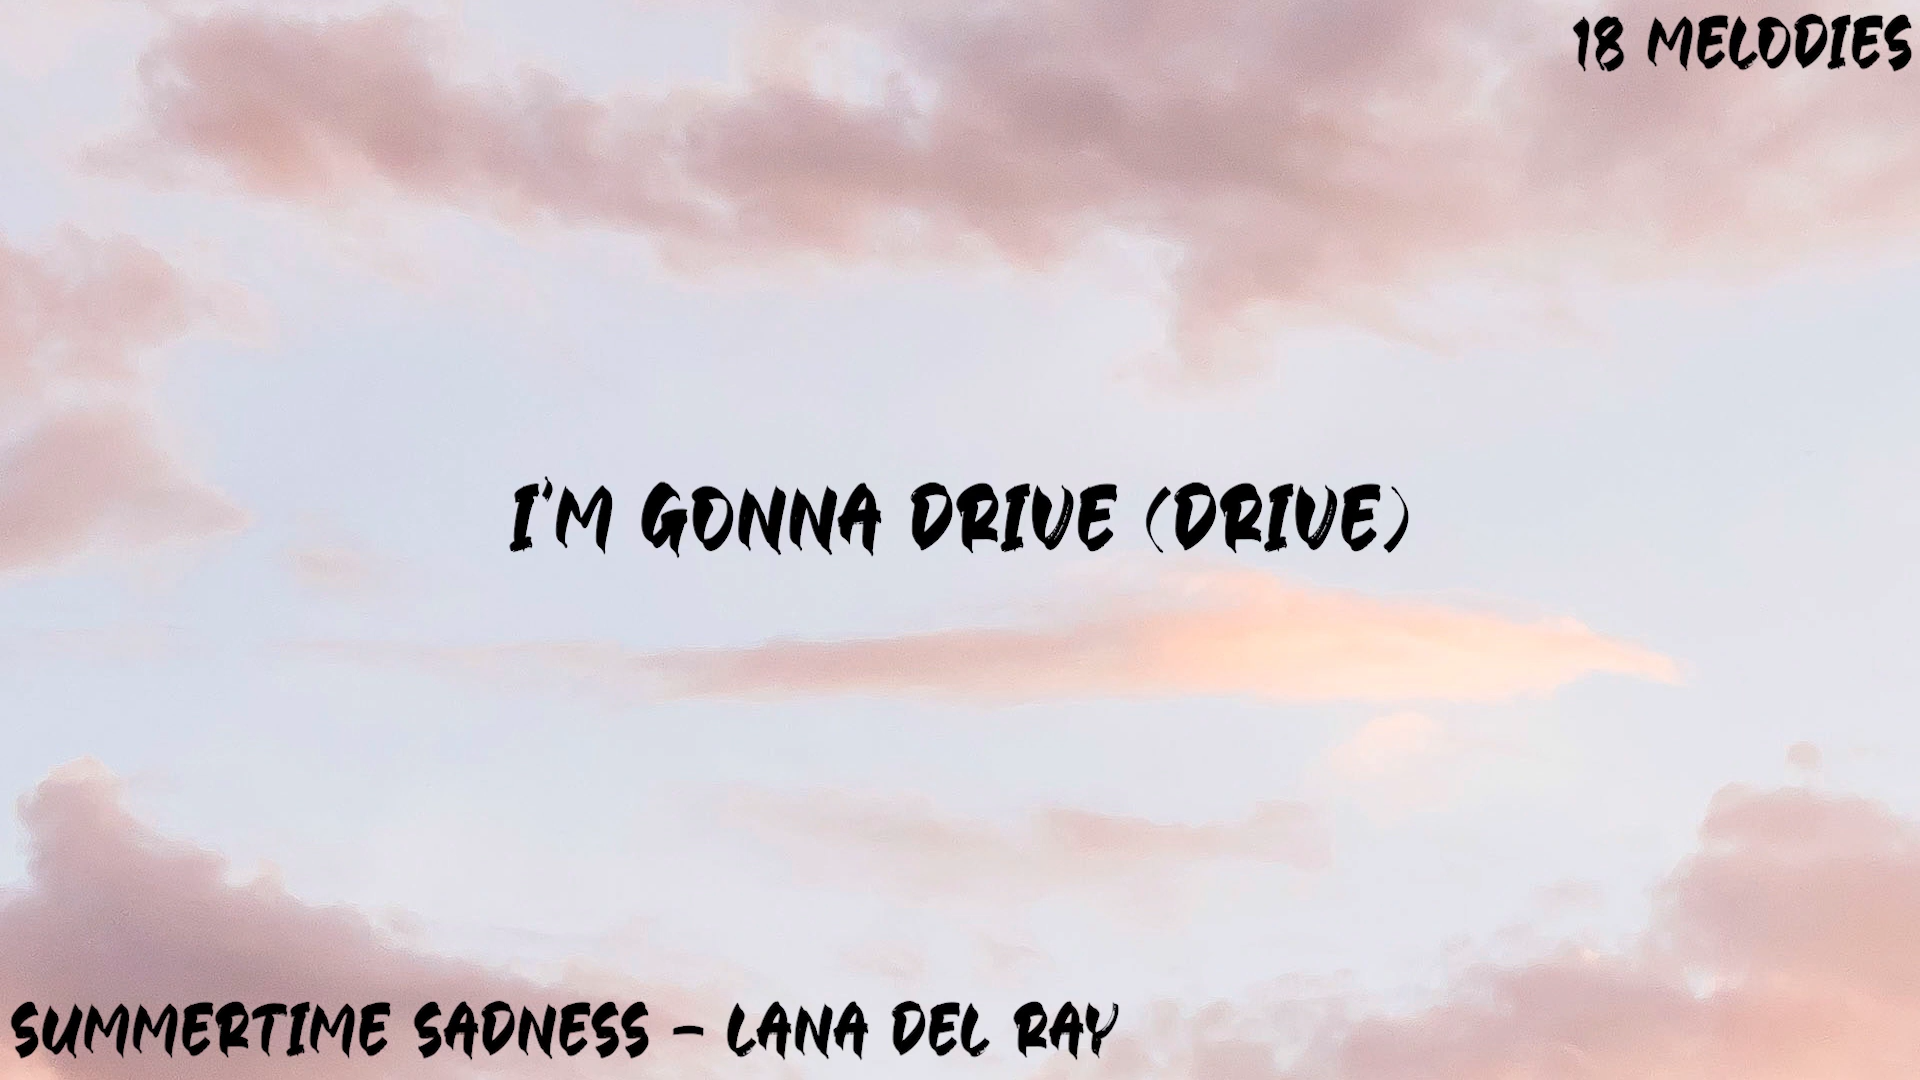 18 MELODIES
I'M GONNA DRIVE (DRIVE)
SUMMERTIME SADNESS - LANA DEL RAY